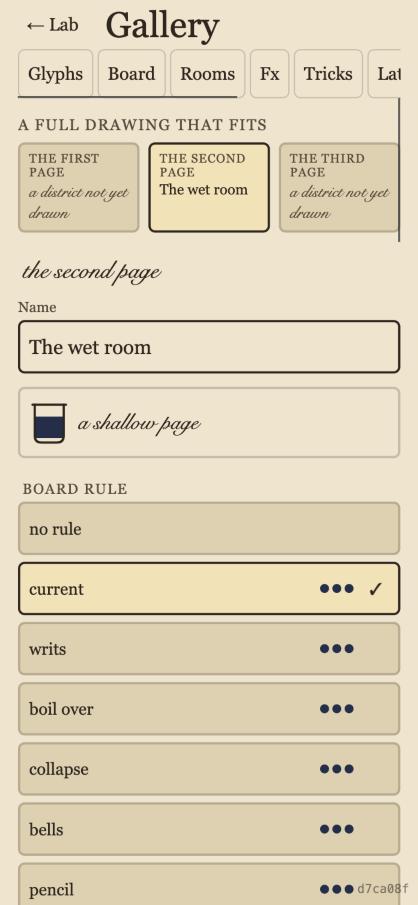 ← Lab
Gallery
Glyphs
Board
Rooms
Fx
Tricks
Lat
A FULL DRAWING THAT FITS
THE FIRST
PAGE
a district not yet
drawn
THE SECOND
PAGE
The wet room
THE THIRD
PAGE
a district not yet
drawn
the second page
Name
The wet room
a shallow page
BOARD RULE
no rule
current ✓
writs
boil over
collapse
bells
pencil
d7ca08f